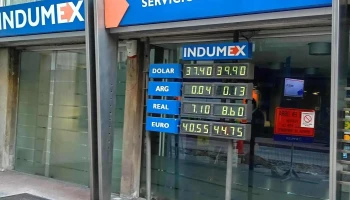 INDUMEX
SERVICIO
INDUMEX
DOLAR 37.40 39.90
ARG 0.04 0.13
REAL 7.10 8.60
EURO 40.55 44.75